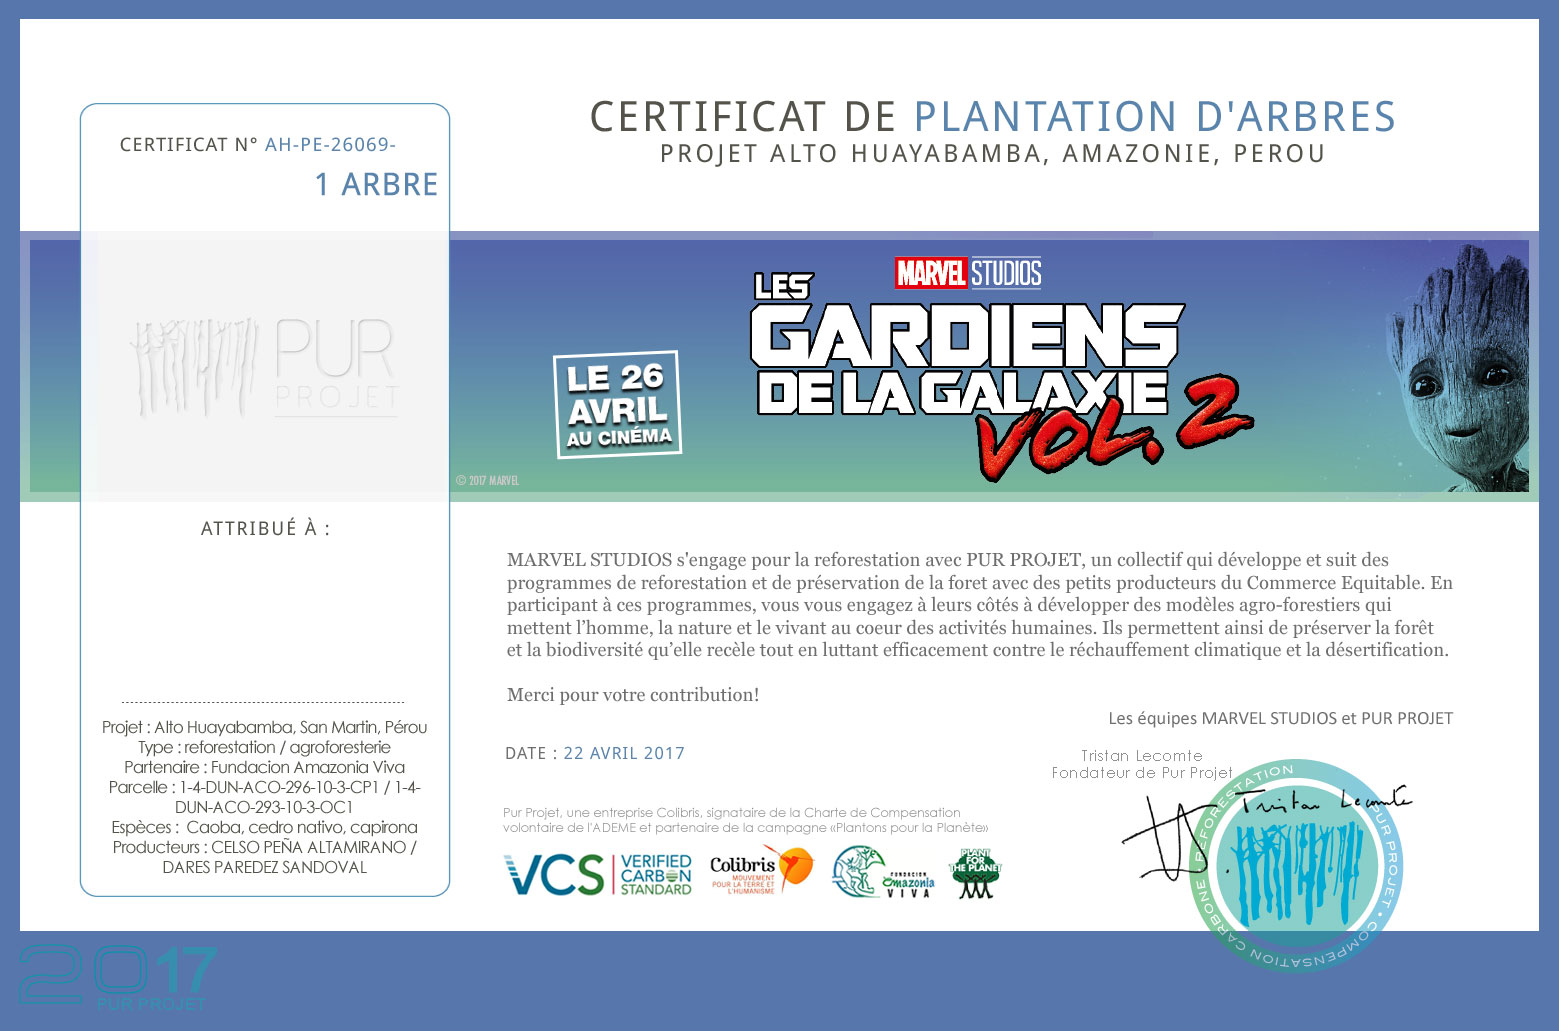 CERTIFICAT DE PLANTATION D'ARBRES
PROJET ALTO HUAYABAMBA, AMAZONIE, PEROU
CERTIFICAT N° AH-PE-26069-
1 ARBRE
PUR
PROJET
MARVEL STUDIOS
LES
GARDIENS
DE LA GALAXIE
VOL. 2
LE 26
AVRIL
AU CINÉMA
© 2017 MARVEL
ATTRIBUÉ À :
Projet : Alto Huayabamba, San Martin, Pérou
Type : reforestation / agroforesterie
Partenaire : Fundacion Amazonia Viva
Parcelle : 1-4-DUN-ACO-296-10-3-CP1 / 1-4-
DUN-ACO-293-10-3-OC1
Espèces : Caoba, cedro nativo, capirona
Producteurs : CELSO PEÑA ALTAMIRANO /
DARES PAREDEZ SANDOVAL
MARVEL STUDIOS s'engage pour la reforestation avec PUR PROJET, un collectif qui développe et suit des
programmes de reforestation et de préservation de la foret avec des petits producteurs du Commerce Equitable. En
participant à ces programmes, vous vous engagez à leurs côtés à développer des modèles agro-forestiers qui
mettent l’homme, la nature et le vivant au coeur des activités humaines. Ils permettent ainsi de préserver la forêt
et la biodiversité qu’elle recèle tout en luttant efficacement contre le réchauffement climatique et la désertification.
Merci pour votre contribution!
Les équipes MARVEL STUDIOS et PUR PROJET
DATE : 22 AVRIL 2017
Tristan Lecomte
Fondateur de Pur Projet
Tristan Lecomte
REFORESTATION • PUR PROJET • COMPENSATION CARBONE •
Pur Projet, une entreprise Colibris, signataire de la Charte de Compensation
volontaire de l'ADEME et partenaire de la campagne «Plantons pour la Planète»
VCS VERIFIED
CARBON
STANDARD
Colibris
MOUVEMENT
POUR LA TERRE ET
L'HUMANISME
FUNDACION
amazonia
VIVA
PLANT
FOR
THE PLANET
2017
PUR PROJET